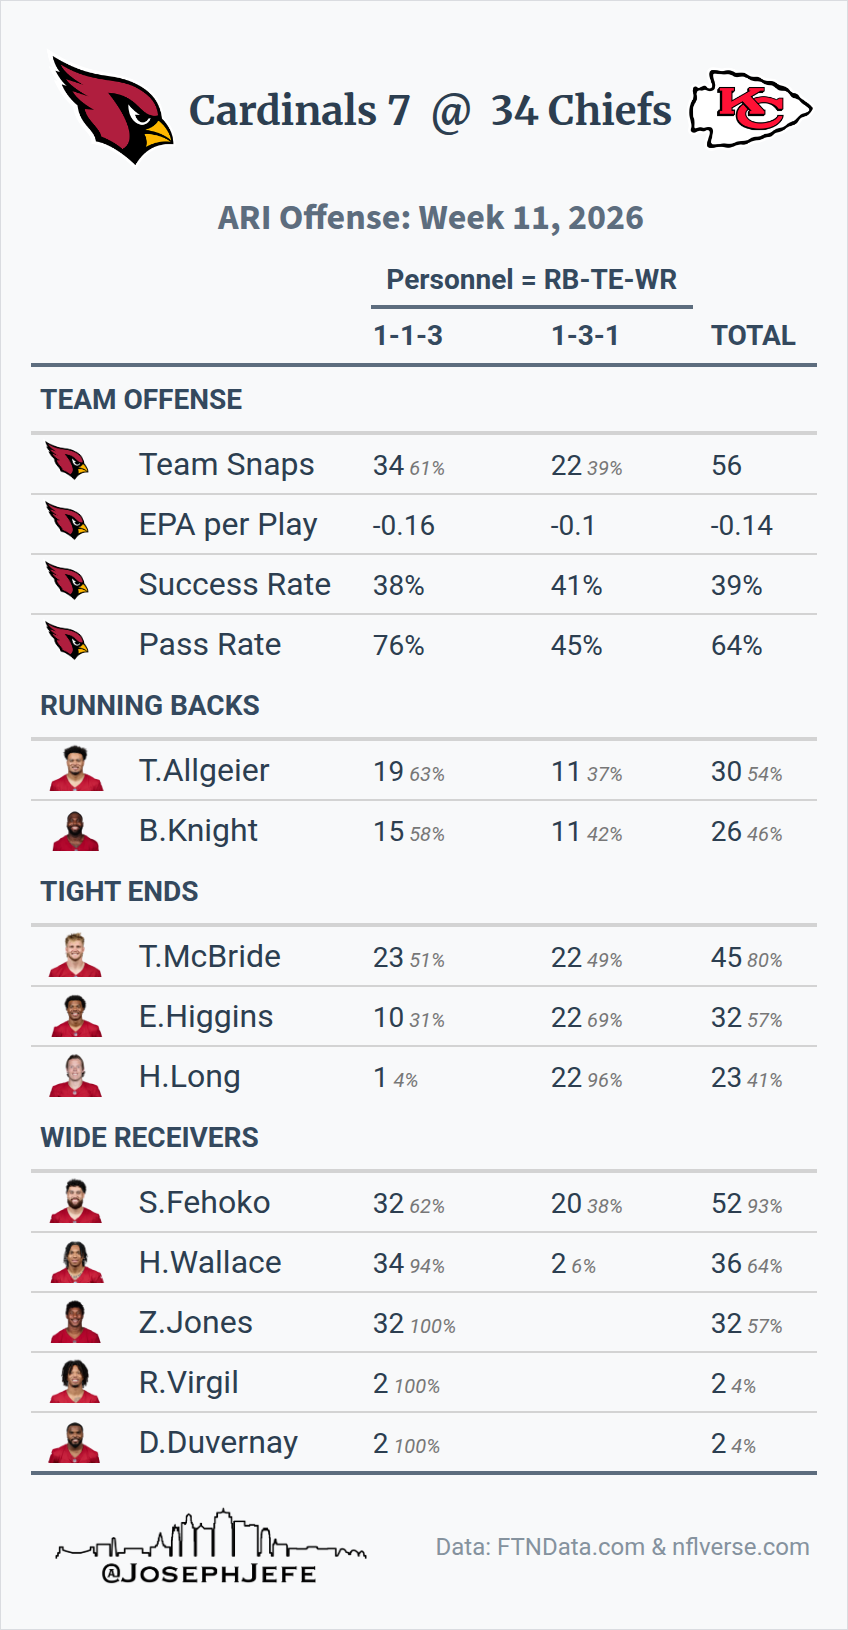 Cardinals 7 @ 34 Chiefs
KC
ARI Offense: Week 11, 2026
Personnel = RB-TE-WR
1-1-3 1-3-1 TOTAL
TEAM OFFENSE
Team Snaps 34 61% 22 39% 56
EPA per Play -0.16 -0.1 -0.14
Success Rate 38% 41% 39%
Pass Rate 76% 45% 64%
RUNNING BACKS
T.Allgeier 19 63% 11 37% 30 54%
B.Knight 15 58% 11 42% 26 46%
TIGHT ENDS
T.McBride 23 51% 22 49% 45 80%
E.Higgins 10 31% 22 69% 32 57%
H.Long 1 4% 22 96% 23 41%
WIDE RECEIVERS
S.Fehoko 32 62% 20 38% 52 93%
H.Wallace 34 94% 2 6% 36 64%
Z.Jones 32 100% 32 57%
R.Virgil 2 100% 2 4%
D.Duvernay 2 100% 2 4%
@JosephJefe
Data: FTNData.com & nflverse.com